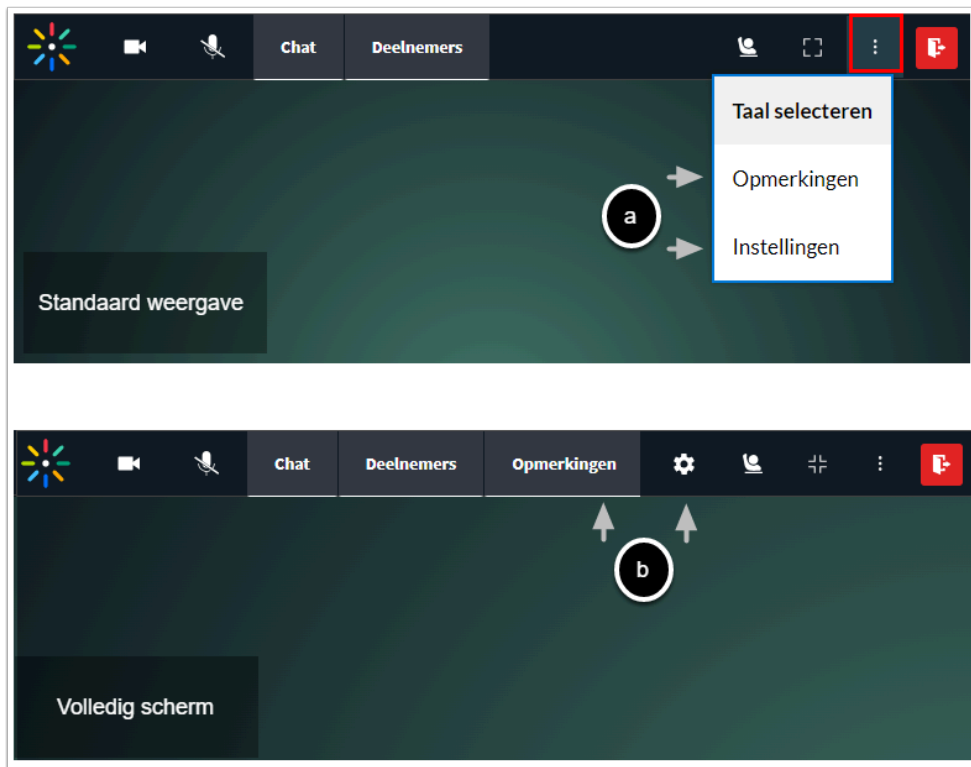 Chat Deelnemers
Taal selecteren
Opmerkingen
a
Instellingen
Standaard weergave
Chat Deelnemers Opmerkingen
b
Volledig scherm